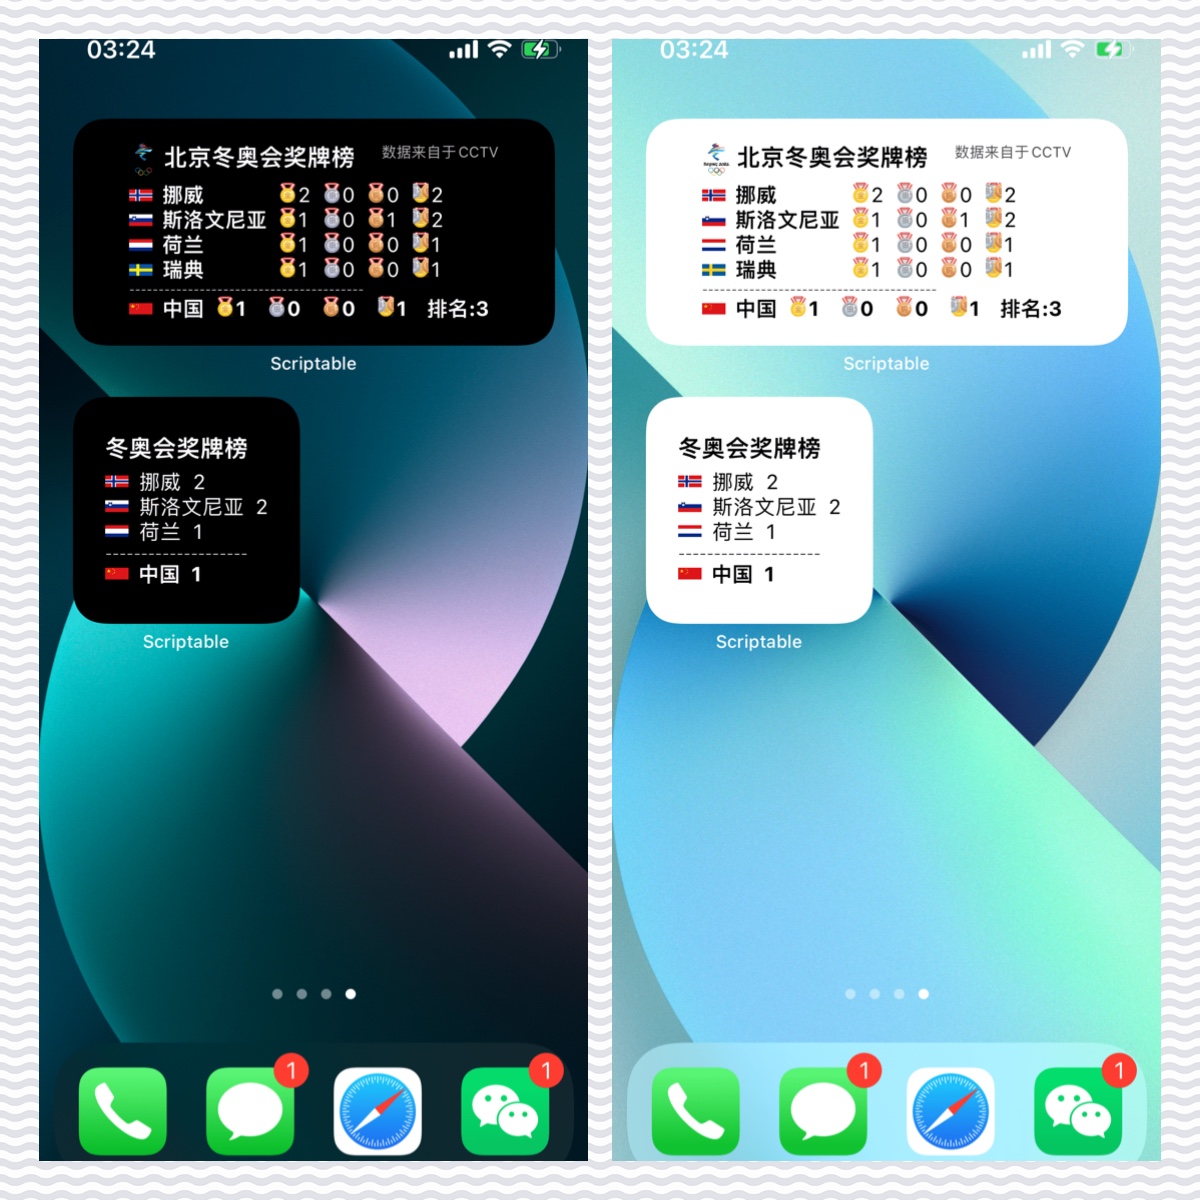 03:24
北京冬奥会奖牌榜 数据来自于CCTV
挪威 2 0 0 2
斯洛文尼亚 1 0 1 2
荷兰 1 0 0 1
瑞典 1 0 0 1
--------------------------------------
中国 1 0 0 1 排名:3
Scriptable
冬奥会奖牌榜
挪威 2
斯洛文尼亚 2
荷兰 1
--------------------
中国 1
Scriptable
1
1
03:24
北京冬奥会奖牌榜 数据来自于CCTV
挪威 2 0 0 2
斯洛文尼亚 1 0 1 2
荷兰 1 0 0 1
瑞典 1 0 0 1
--------------------------------------
中国 1 0 0 1 排名:3
Scriptable
冬奥会奖牌榜
挪威 2
斯洛文尼亚 2
荷兰 1
--------------------
中国 1
Scriptable
1
1